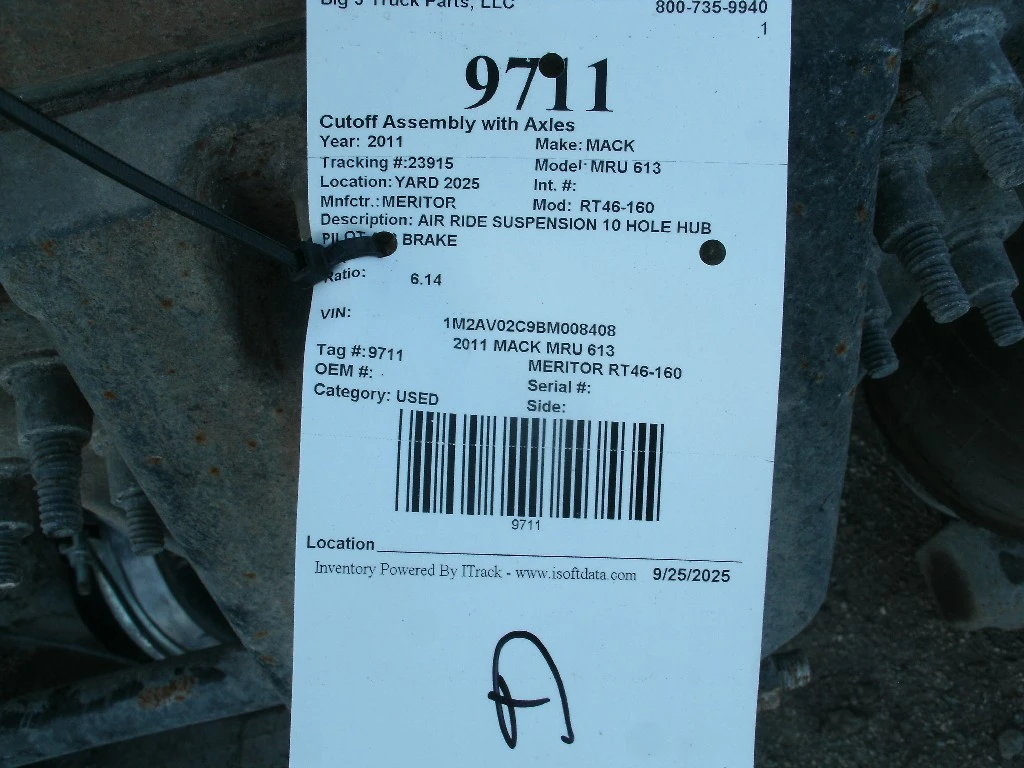 Big 3 Truck Parts, LLC 800-735-9940
1
9711
Cutoff Assembly with Axles
Year: 2011 Make: MACK
Tracking #:23915 Model: MRU 613
Location: YARD 2025 Int. #:
Mnfctr.: MERITOR Mod: RT46-160
Description: AIR RIDE SUSPENSION 10 HOLE HUB
PILOT BRAKE
Ratio: 6.14
VIN: 1M2AV02C9BM008408
2011 MACK MRU 613
Tag #: 9711 MERITOR RT46-160
OEM #: Serial #:
Category: USED Side:
9711
Location
Inventory Powered By ITrack - www.isoftdata.com 9/25/2025
A